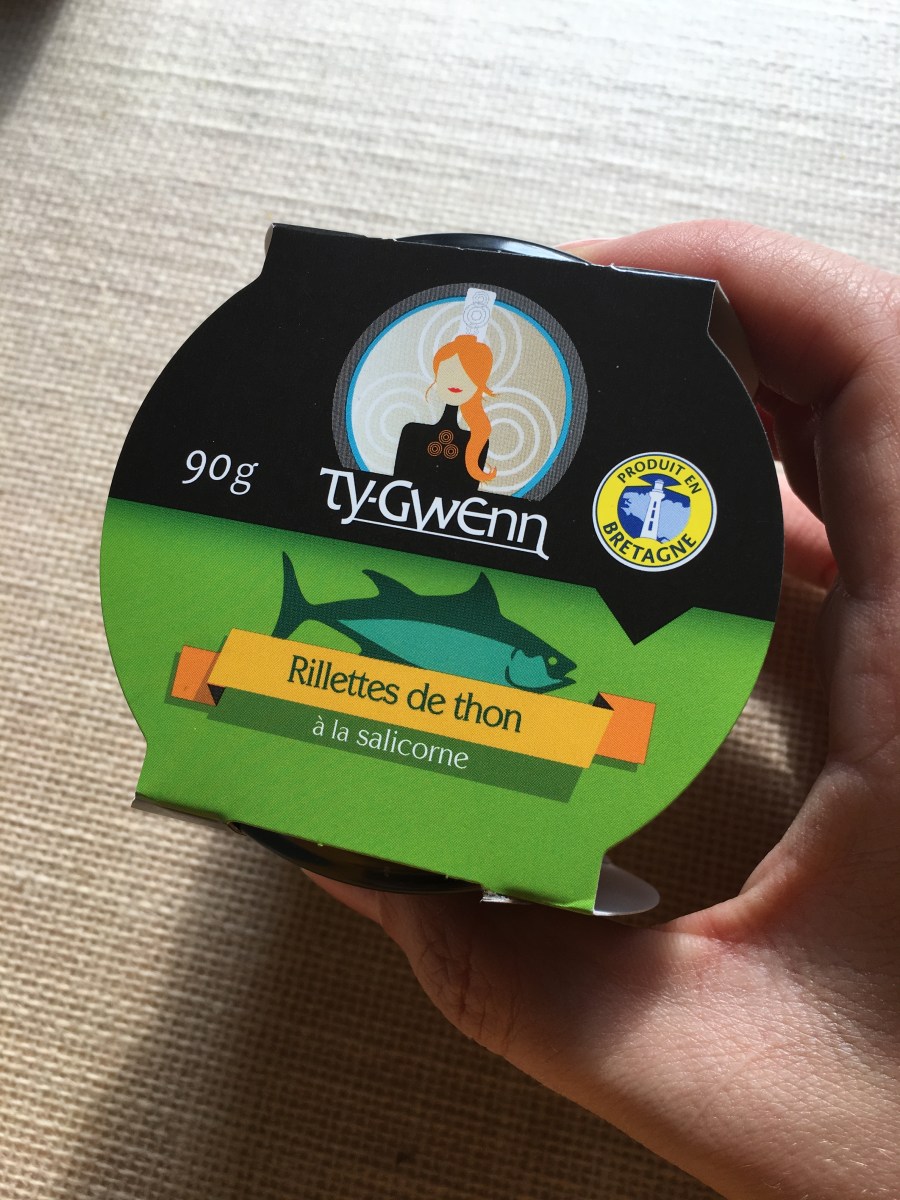 90g
Ty-Gwenn
PRODUIT EN
BRETAGNE
Rillettes de thon
à la salicorne